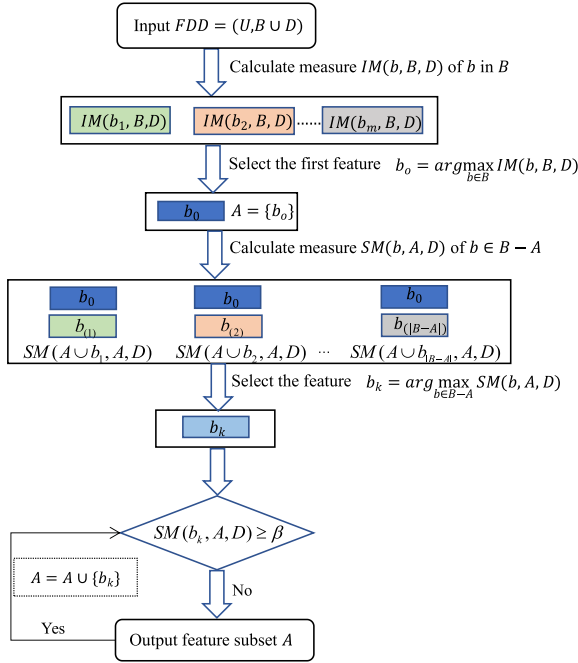 Input FDD = (U,B ∪ D)
Calculate measure IM(b, B, D) of b in B
IM(b₁, B,D) IM(b₂, B, D) ...... IM(bₘ, B, D)
Select the first feature bₒ = argmax IM(b, B, D)
b∈B
b₀ A = {bₒ}
Calculate measure SM(b, A, D) of b ∈ B − A
b₀ b₀ b₀
b₍₁₎ b₍₂₎ b₍|B−A|₎
SM(A ∪ b₁, A, D) SM(A ∪ b₂, A, D) ... SM(A ∪ b|B−A|, A, D)
Select the feature bₖ = arg max SM(b, A, D)
b∈B−A
bₖ
SM(bₖ, A, D) ≥ β
A = A ∪ {bₖ}
No
Yes
Output feature subset A